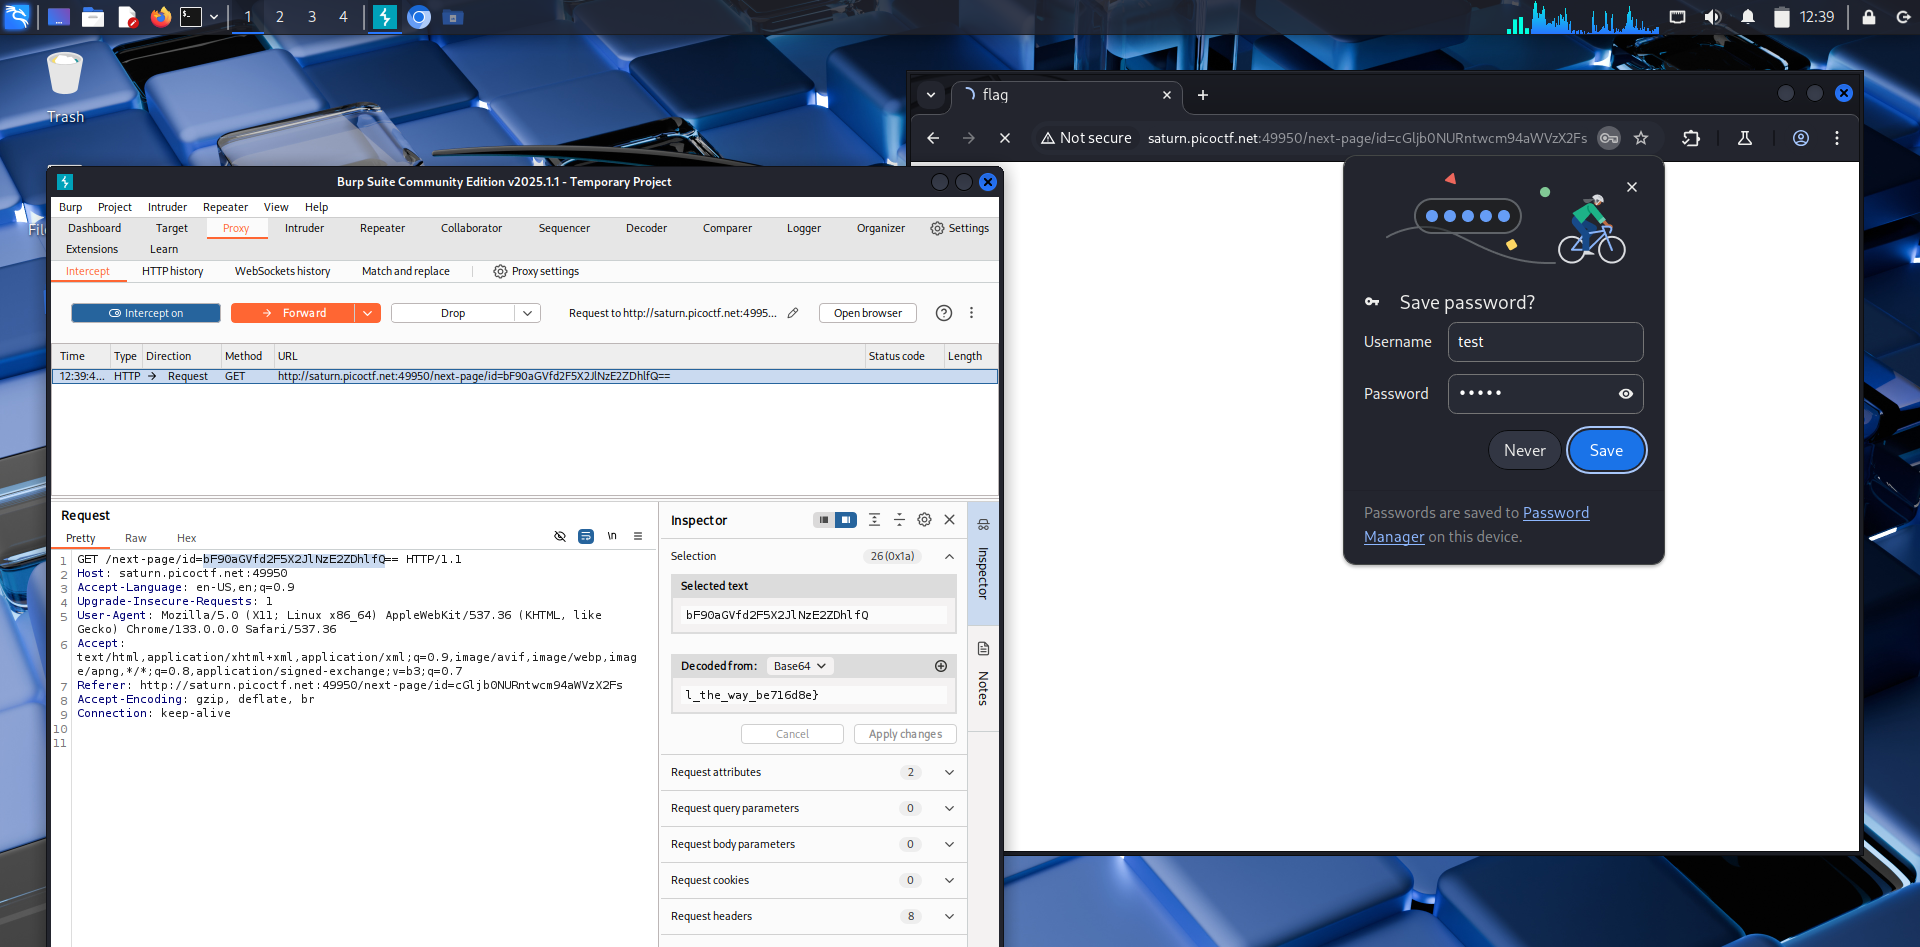 1 2 3 4
12:39
Trash
flag
Not secure saturn.picoctf.net:49950/next-page/id=cGljb0NURntwcm94aWVzX2Fs
Burp Suite Community Edition v2025.1.1 - Temporary Project
Burp Project Intruder Repeater View Help
Dashboard Target Proxy Intruder Repeater Collaborator Sequencer Decoder Comparer Logger Organizer Settings
Extensions Learn
Intercept HTTP history WebSockets history Match and replace Proxy settings
Intercept on Forward Drop Request to http://saturn.picoctf.net:4995... Open browser
Time Type Direction Method URL Status code Length
12:39:4... HTTP → Request GET http://saturn.picoctf.net:49950/next-page/id=bF90aGVfd2F5X2JlNzE2ZDhlfQ==
Request
Pretty Raw Hex
\n
1 GET /next-page/id=bF90aGVfd2F5X2JlNzE2ZDhlfQ== HTTP/1.1
2 Host: saturn.picoctf.net:49950
3 Accept-Language: en-US,en;q=0.9
4 Upgrade-Insecure-Requests: 1
5 User-Agent: Mozilla/5.0 (X11; Linux x86_64) AppleWebKit/537.36 (KHTML, like
Gecko) Chrome/133.0.0.0 Safari/537.36
6 Accept:
text/html,application/xhtml+xml,application/xml;q=0.9,image/avif,image/webp,imag
e/apng,*/*;q=0.8,application/signed-exchange;v=b3;q=0.7
7 Referer: http://saturn.picoctf.net:49950/next-page/id=cGljb0NURntwcm94aWVzX2Fs
8 Accept-Encoding: gzip, deflate, br
9 Connection: keep-alive
10
11
Inspector
Selection 26 (0x1a)
Selected text
bF90aGVfd2F5X2JlNzE2ZDhlfQ
Decoded from: Base64
l_the_way_be716d8e}
Cancel Apply changes
Request attributes 2
Request query parameters 0
Request body parameters 0
Request cookies 0
Request headers 8
Inspector
Notes
Save password?
Username test
Password •••••
Never Save
Passwords are saved to Password
Manager on this device.